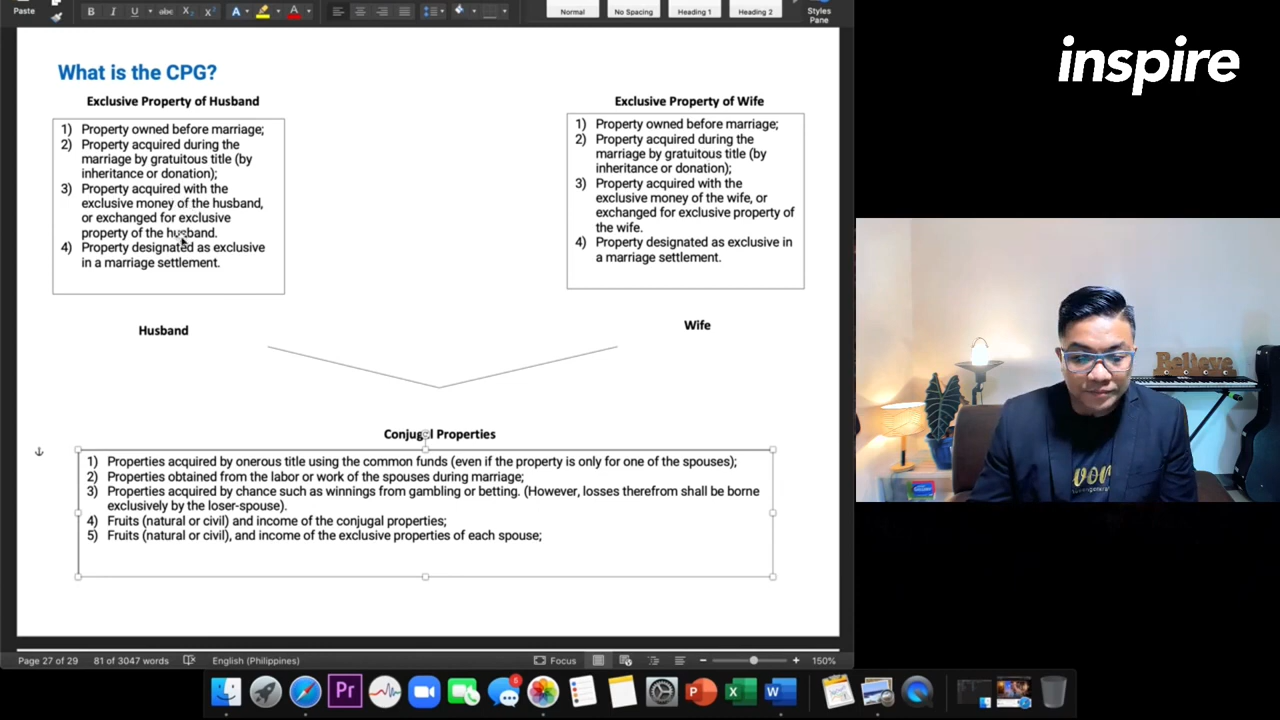 Paste
B I U abc X₂ X² A A
Normal
No Spacing
Heading 1
Heading 2
Styles
Pane
inspire
What is the CPG?
Exclusive Property of Husband
1) Property owned before marriage;
2) Property acquired during the
marriage by gratuitous title (by
inheritance or donation);
3) Property acquired with the
exclusive money of the husband,
or exchanged for exclusive
property of the husband.
4) Property designated as exclusive
in a marriage settlement.
Exclusive Property of Wife
1) Property owned before marriage;
2) Property acquired during the
marriage by gratuitous title (by
inheritance or donation);
3) Property acquired with the
exclusive money of the wife, or
exchanged for exclusive property of
the wife.
4) Property designated as exclusive in
a marriage settlement.
Husband
Wife
Conjugal Properties
1) Properties acquired by onerous title using the common funds (even if the property is only for one of the spouses);
2) Properties obtained from the labor or work of the spouses during marriage;
3) Properties acquired by chance such as winnings from gambling or betting. (However, losses therefrom shall be borne
exclusively by the loser-spouse).
4) Fruits (natural or civil) and income of the conjugal properties;
5) Fruits (natural or civil), and income of the exclusive properties of each spouse;
Believe
Page 27 of 29
81 of 3047 words
English (Philippines)
Focus
150%
Pr
P
X
W